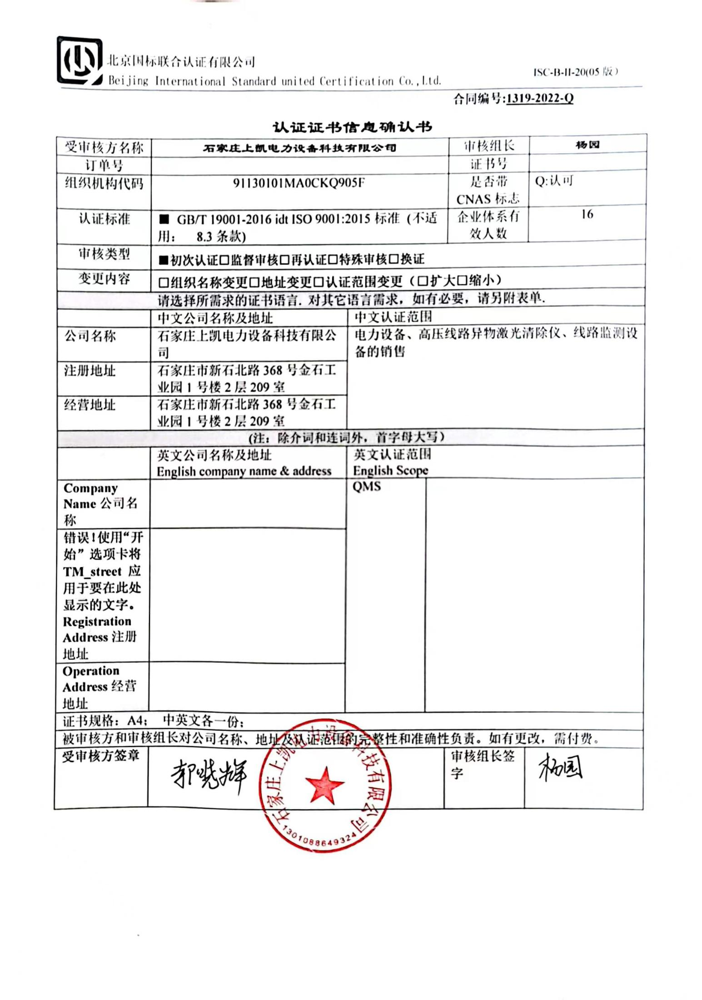 北京国标联合认证有限公司
Beijing International Standard united Certification Co.,Ltd.
ISC-B-II-20(05 版)
合同编号:1319-2022-Q
认证证书信息确认书
受审核方名称 石家庄上凯电力设备科技有限公司 审核组长 杨园
订单号 证书号
组织机构代码 91130101MA0CKQ905F 是否带 Q:认可
CNAS 标志
认证标准 ■ GB/T 19001-2016 idt ISO 9001:2015 标准 (不适 企业体系有 16
用： 8.3 条款) 效人数
审核类型 ■初次认证□监督审核□再认证□特殊审核□换证
变更内容 □组织名称变更□地址变更□认证范围变更（□扩大□缩小）
请选择所需求的证书语言. 对其它语言需求，如有必要，请另附表单.
中文公司名称及地址 中文认证范围
公司名称 石家庄上凯电力设备科技有限公 电力设备、高压线路异物激光清除仪、线路监测设
司 备的销售
注册地址 石家庄市新石北路 368 号金石工
业园 1 号楼 2 层 209 室
经营地址 石家庄市新石北路 368 号金石工
业园 1 号楼 2 层 209 室
(注：除介词和连词外，首字母大写）
英文公司名称及地址 英文认证范围
English company name & address English Scope
Company QMS
Name 公司名
称
错误!使用“开
始”选项卡将
TM_street 应
用于要在此处
显示的文字。
Registration
Address 注册
地址
Operation
Address 经营
地址
证书规格：A4； 中英文各一份；
被审核方和审核组长对公司名称、地址及认证范围的完整性和准确性负责。如有更改，需付费。
受审核方签章 郭晓辉 审核组长签 杨园
字
石家庄上凯电力设备科技有限公司
1301088649324